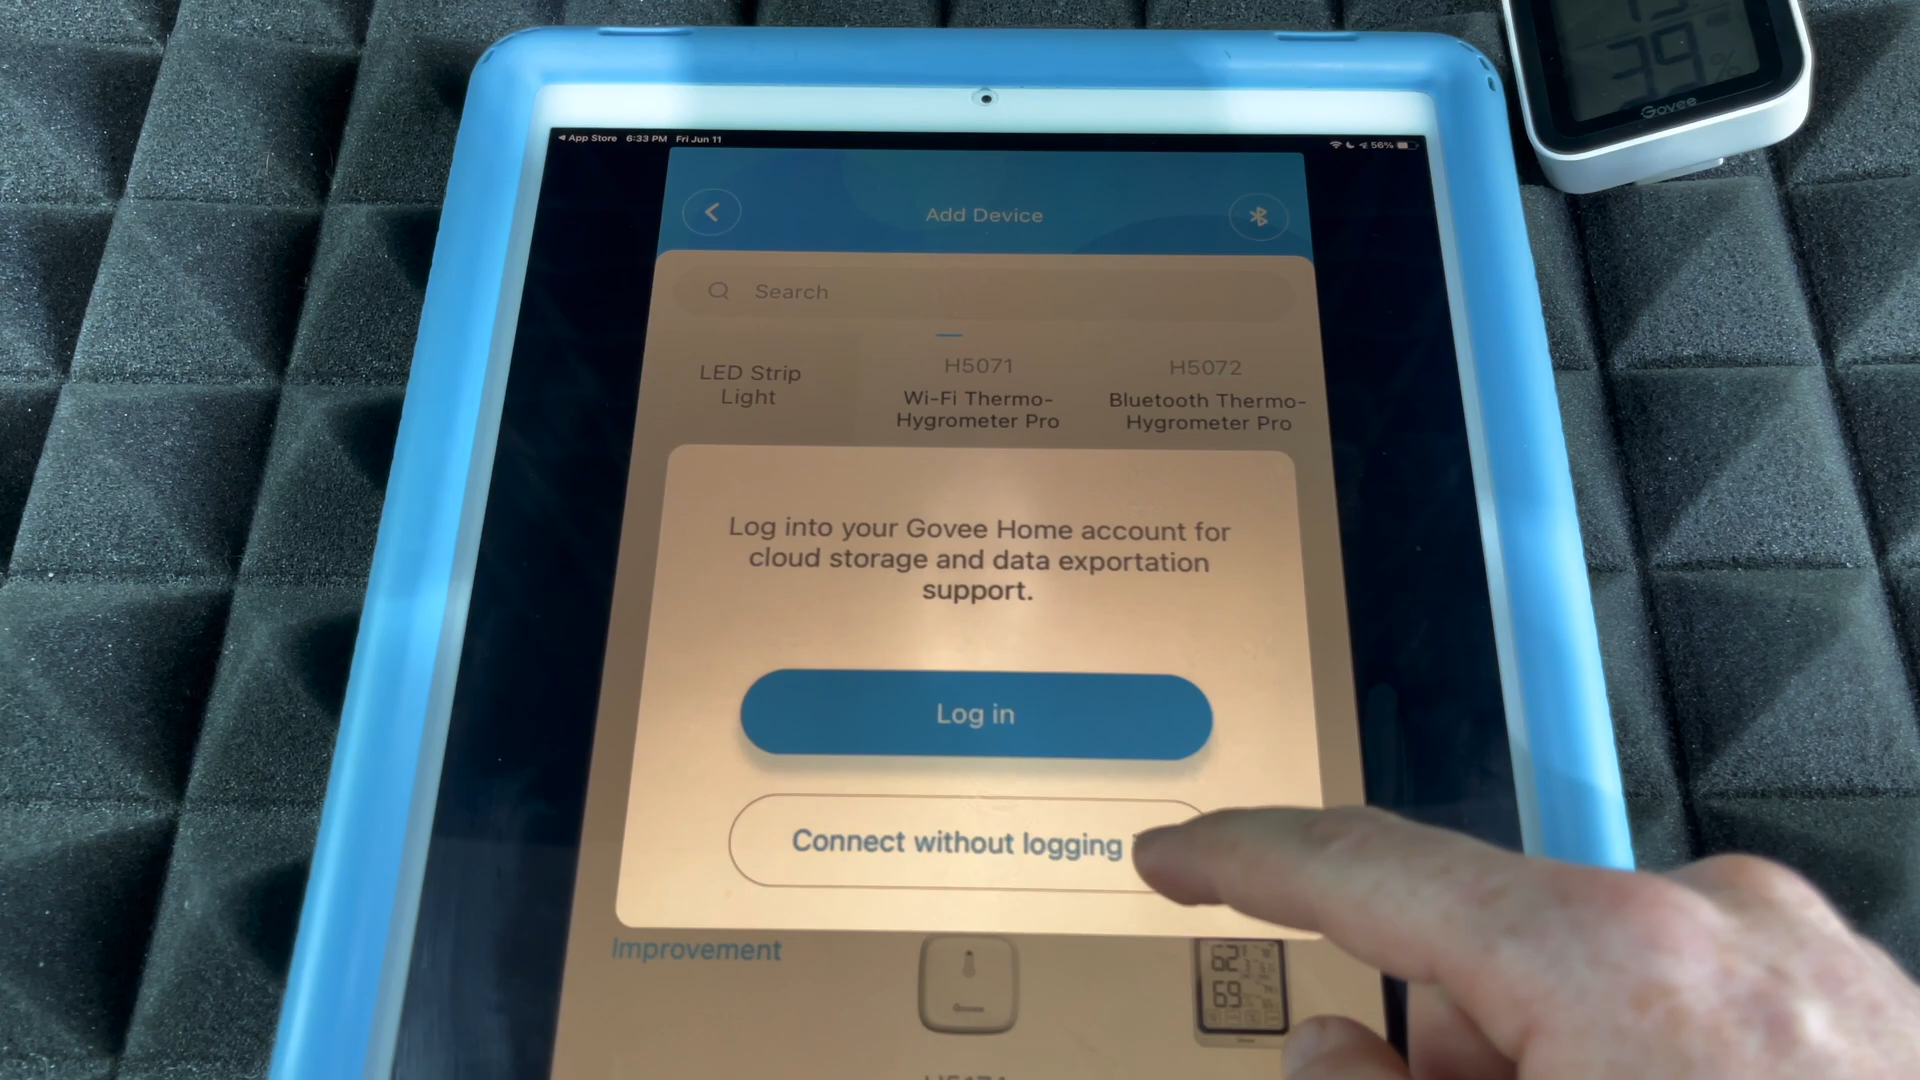 39%
Govee
App Store 6:33 PM Fri Jun 11
56%
Add Device
Search
LED Strip
Light
H5071
Wi-Fi Thermo-
Hygrometer Pro
H5072
Bluetooth Thermo-
Hygrometer Pro
Log into your Govee Home account for
cloud storage and data exportation
support.
Log in
Connect without logging
Improvement
Govee
62
69